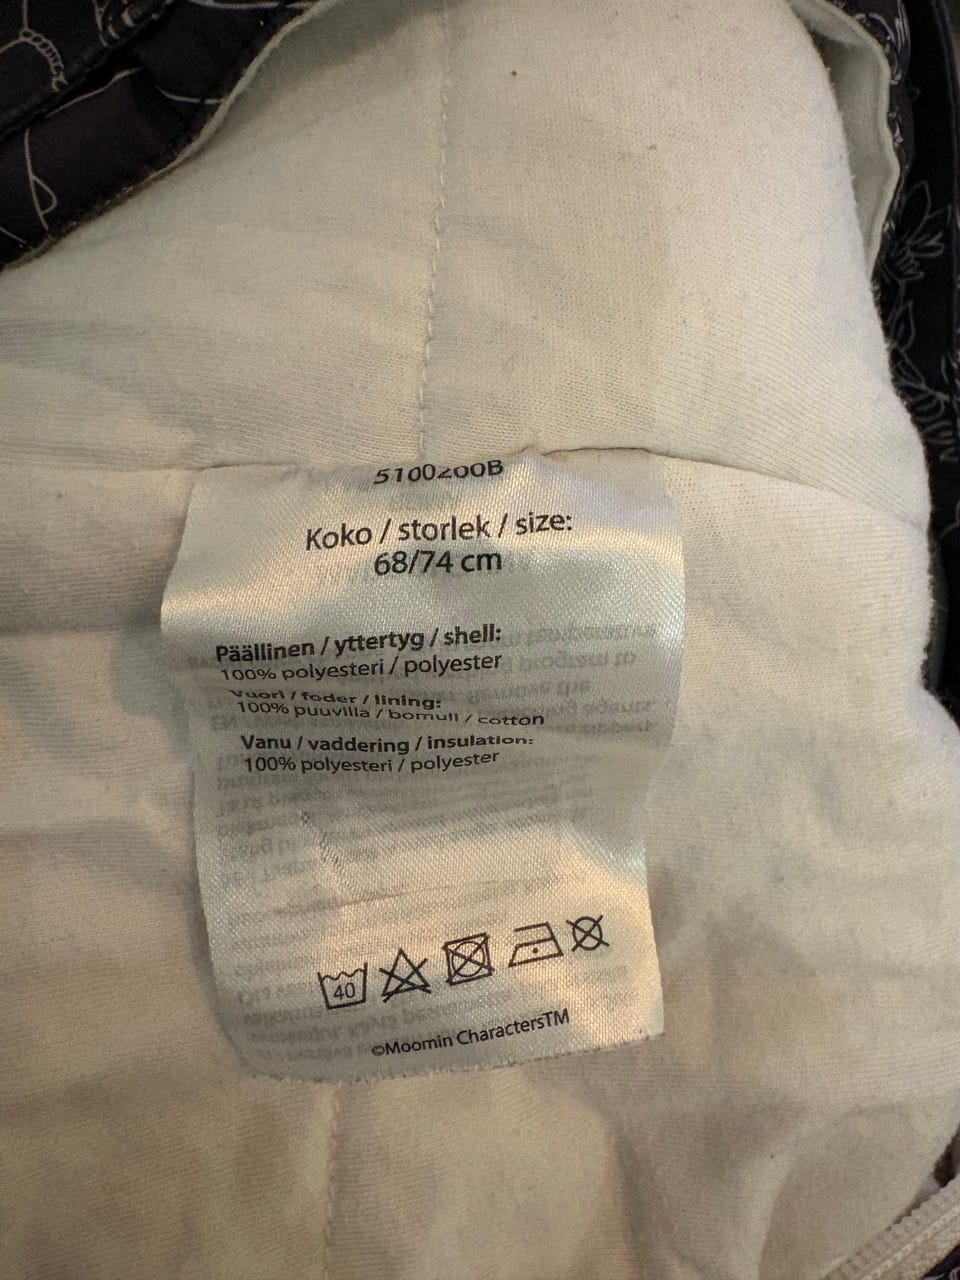 5100200B
Koko / storlek / size:
68/74 cm
Päällinen / yttertyg / shell:
100% polyesteri / polyester
Vuori / foder / lining:
100% puuvilla / bomull / cotton
Vanu / vaddering / insulation:
100% polyesteri / polyester
40
©Moomin CharactersTM